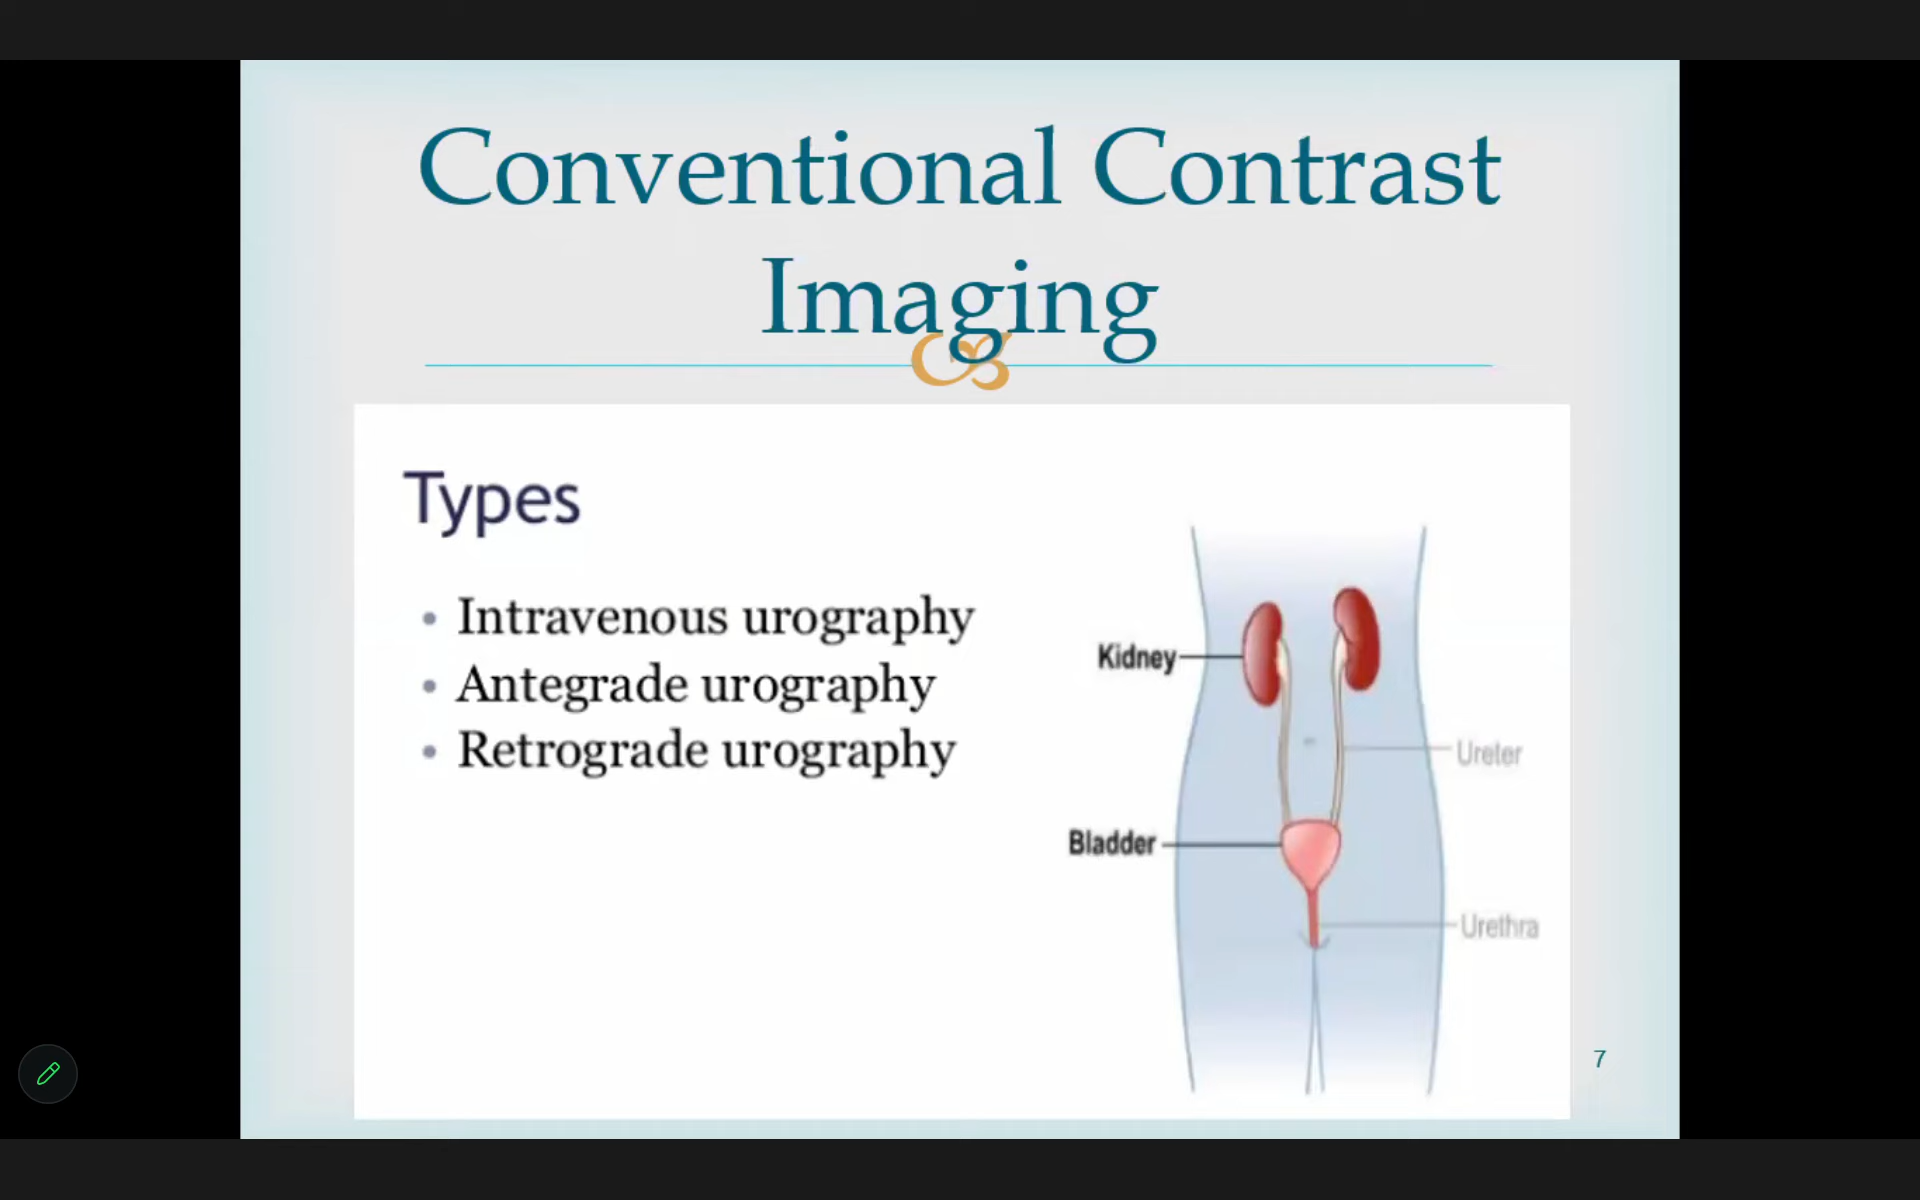 Conventional Contrast
Imaging
Types
• Intravenous urography
• Antegrade urography
• Retrograde urography
Kidney
Ureter
Bladder
Urethra
7